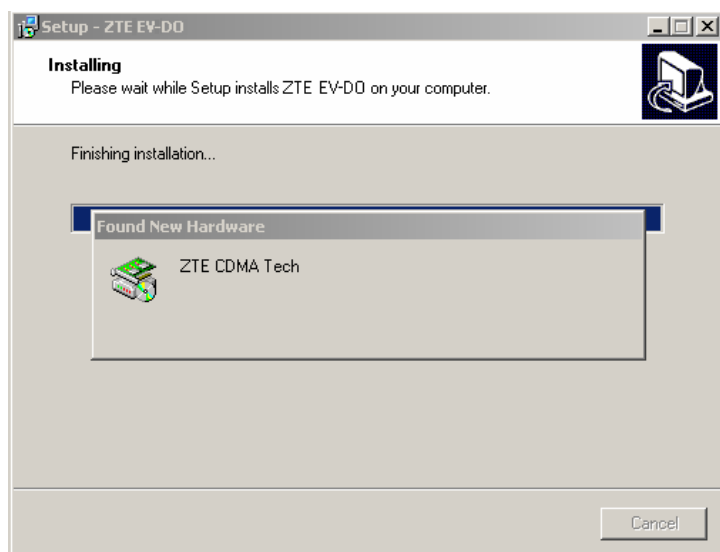 Setup - ZTE EV-DO
Installing
Please wait while Setup installs ZTE EV-DO on your computer.
Finishing installation...
Found New Hardware
ZTE CDMA Tech
Cancel